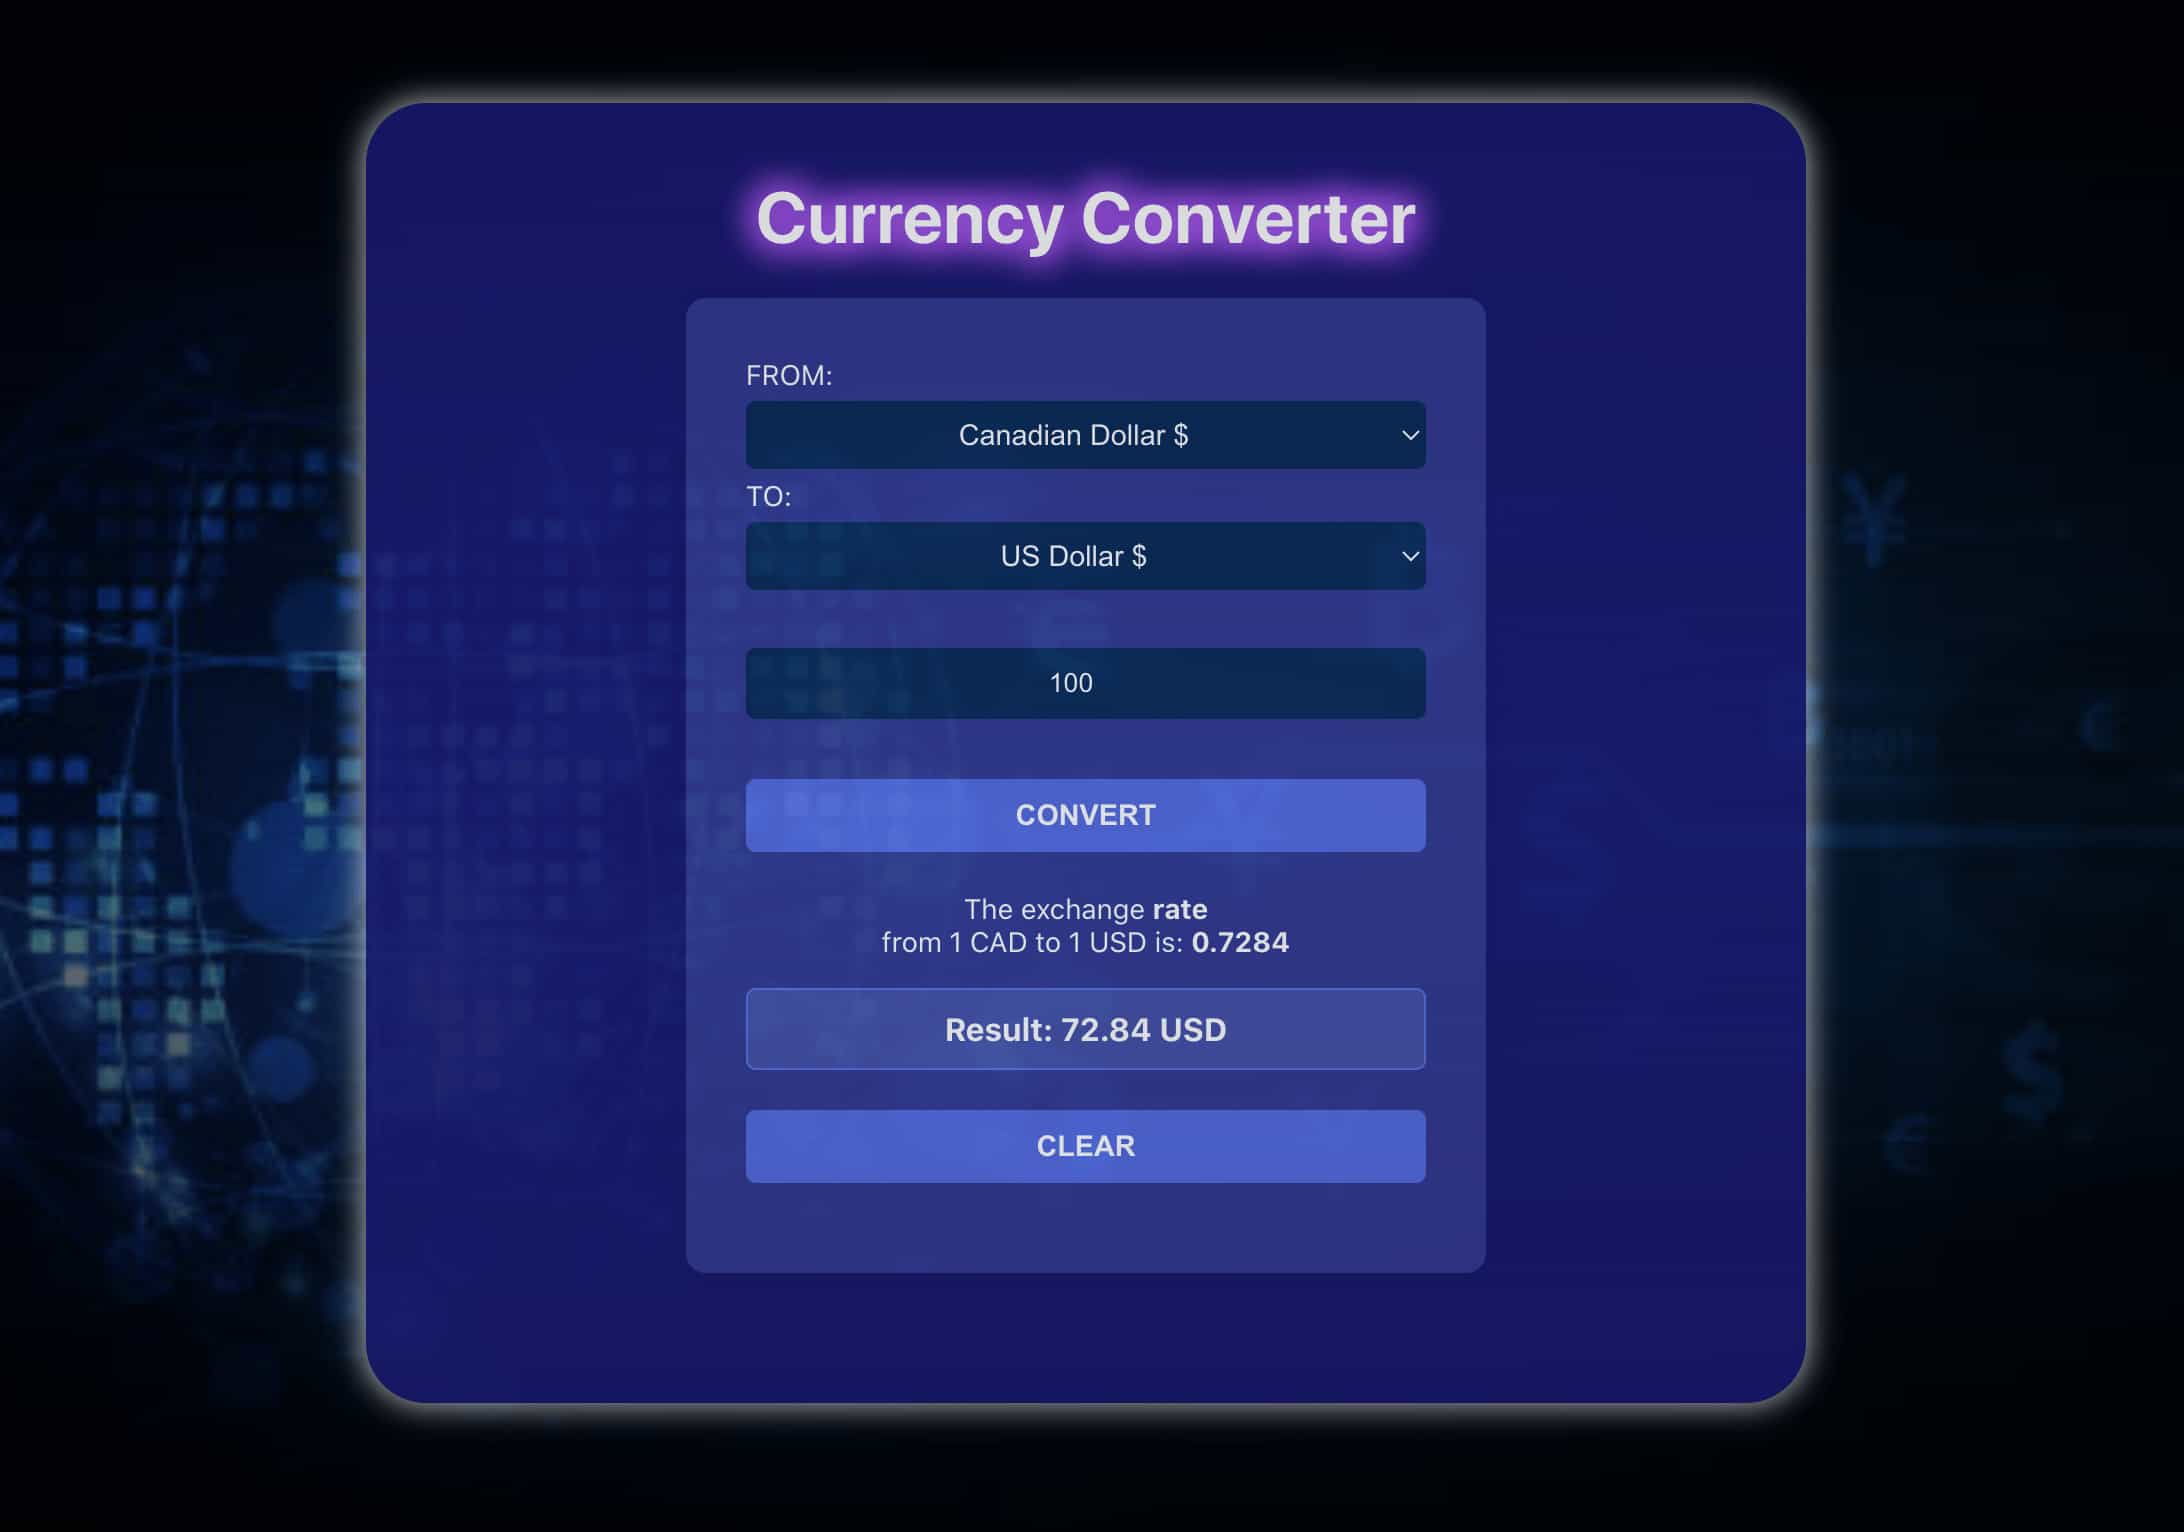 Currency Converter
FROM:
Canadian Dollar $
TO:
US Dollar $
100
CONVERT
The exchange rate
from 1 CAD to 1 USD is: 0.7284
Result: 72.84 USD
CLEAR
¥
€
$
€